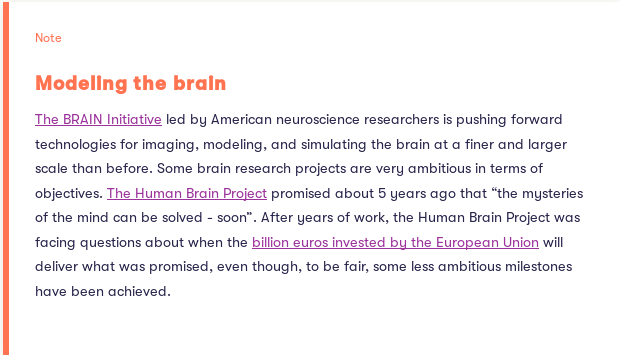 Note
Modeling the brain
The BRAIN Initiative led by American neuroscience researchers is pushing forward
technologies for imaging, modeling, and simulating the brain at a finer and larger
scale than before. Some brain research projects are very ambitious in terms of
objectives. The Human Brain Project promised about 5 years ago that “the mysteries
of the mind can be solved - soon”. After years of work, the Human Brain Project was
facing questions about when the billion euros invested by the European Union will
deliver what was promised, even though, to be fair, some less ambitious milestones
have been achieved.